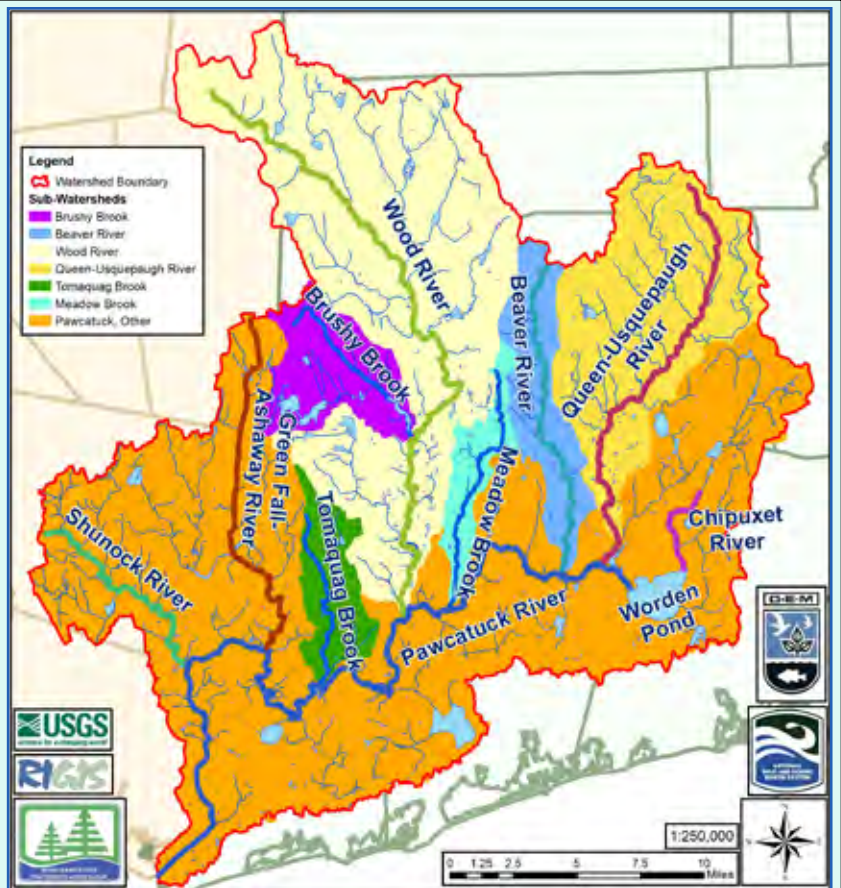 Legend
Watershed Boundary
Sub-Watersheds
Brushy Brook
Beaver River
Wood River
Queen-Usquepaugh River
Tomaquag Brook
Meadow Brook
Pawcatuck, Other
Wood River
Brushy Brook
Beaver River
Queen-Usquepaugh
River
Green Fall-
Ashaway River
Meadow Brook
Tomaquag Brook
Shunock River
Chipuxet
River
Pawcatuck River
Worden
Pond
D-E-M
USGS
RIGIS
1:250,000
0 1.25 2.5 5 7.5 10
Miles